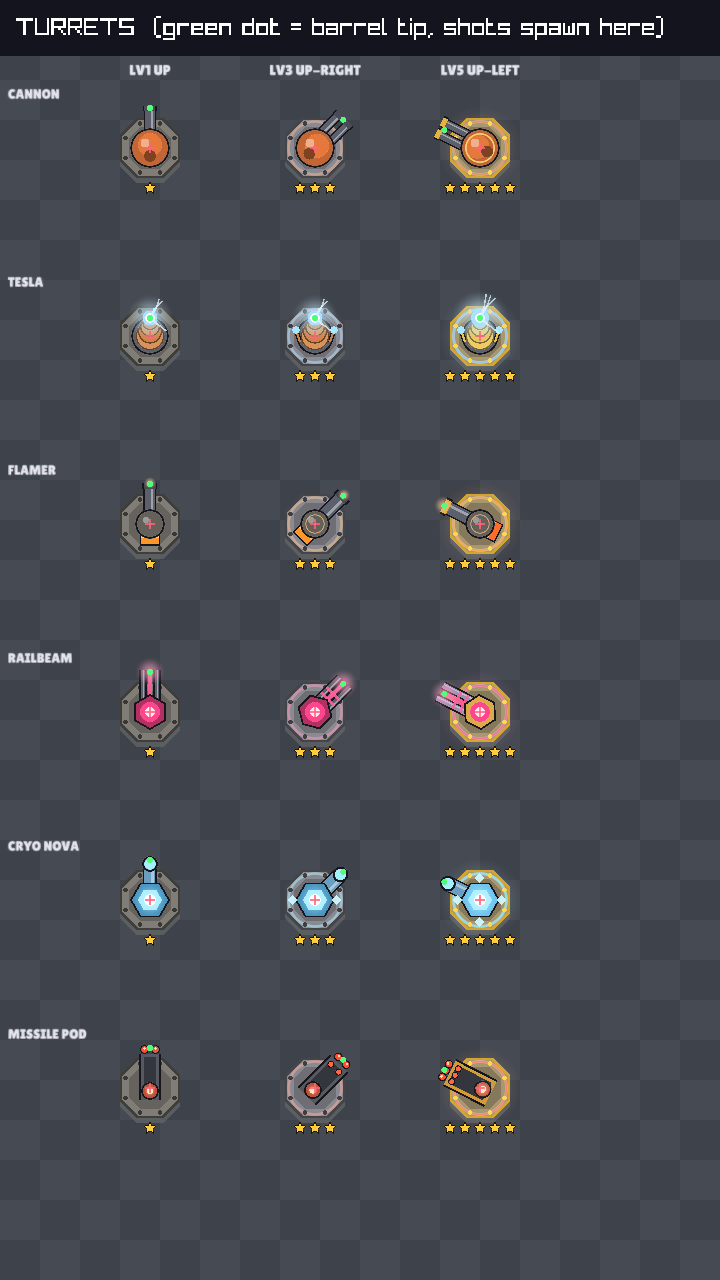 TURRETS (green dot = barrel tip, shots spawn here)
LV1 UP LV3 UP-RIGHT LV5 UP-LEFT
CANNON
TESLA
FLAMER
RAILBEAM
CRYO NOVA
MISSILE POD